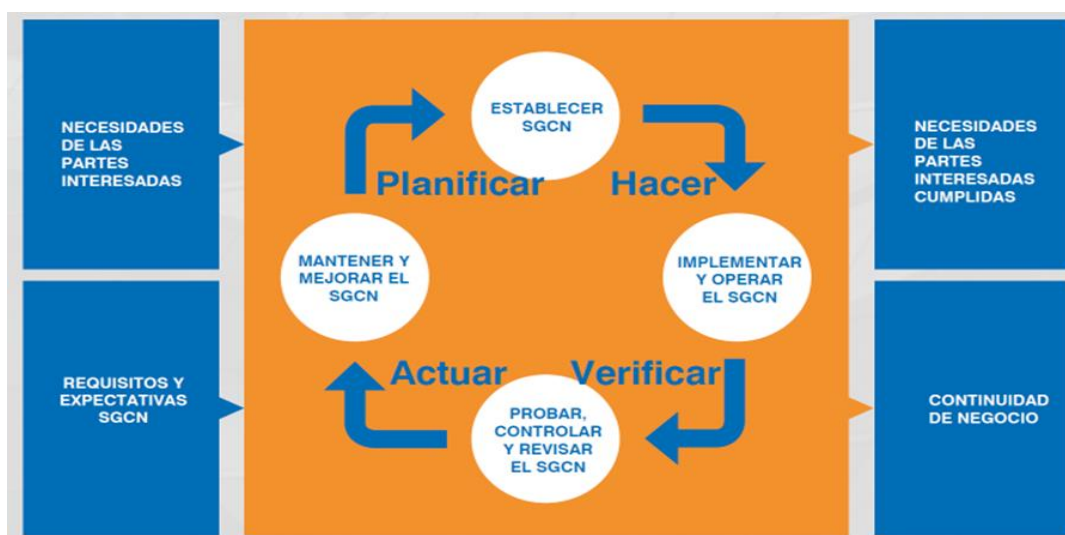 NECESIDADES
DE LAS
PARTES
INTERESADAS
REQUISITOS Y
EXPECTATIVAS
SGCN
ESTABLECER
SGCN
Planificar
Hacer
MANTENER Y
MEJORAR EL
SGCN
IMPLEMENTAR
Y OPERAR
EL SGCN
Actuar
Verificar
PROBAR,
CONTROLAR
Y REVISAR
EL SGCN
NECESIDADES
DE LAS
PARTES
INTERESADAS
CUMPLIDAS
CONTINUIDAD
DE NEGOCIO